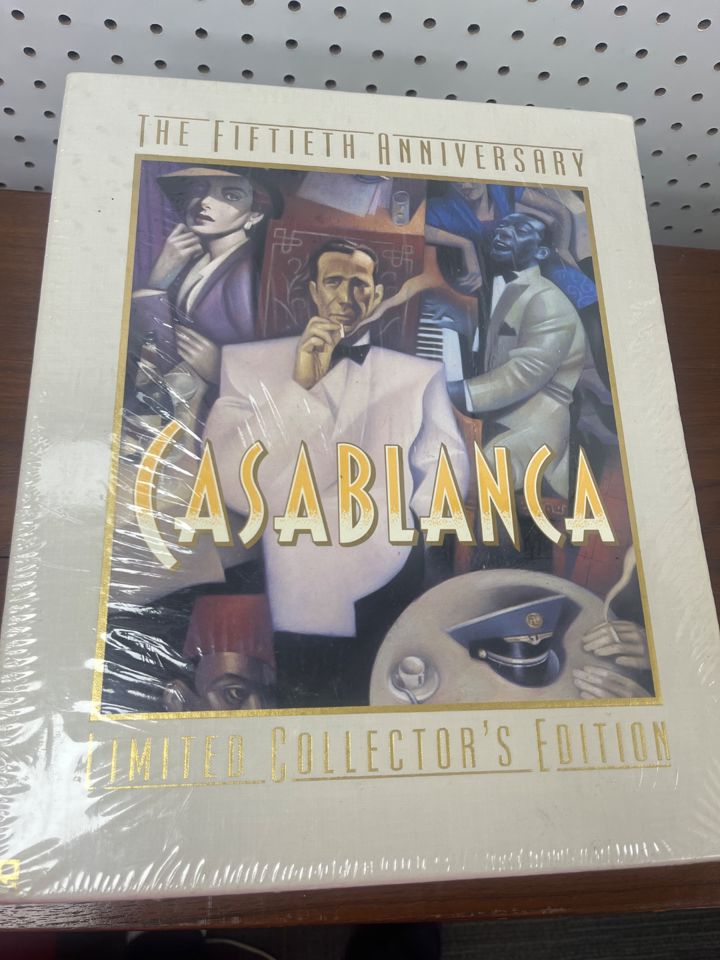 The Fiftieth Anniversary
CASABLANCA
Limited Collector's Edition